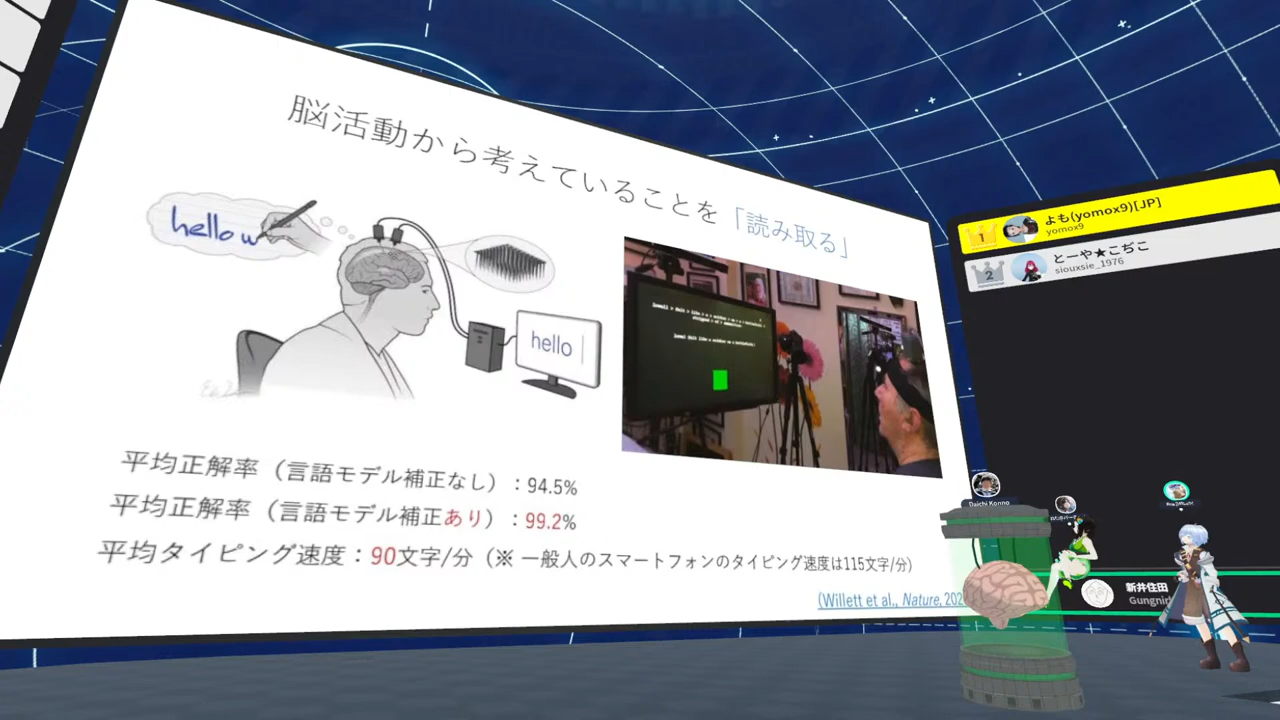 脳活動から考えていることを「読み取る」
hello w
hello
平均正解率（言語モデル補正なし）：94.5%
平均正解率（言語モデル補正あり）：99.2%
平均タイピング速度：90文字/分（※ 一般人のスマートフォンのタイピング速度は115文字/分）
(Willett et al., Nature, 202
1
よも(yomox9)[JP]
yomox9
2
とーや★こぢこ
siouxsie_1976
Daichi Konno
新井住田
Gungnir